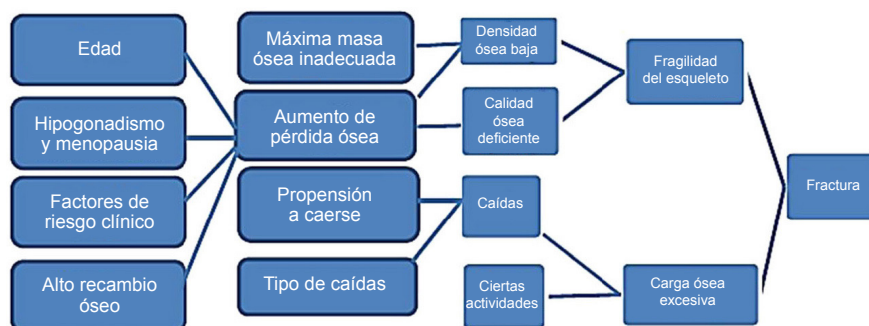 Edad
Hipogonadismo
y menopausia
Factores de
riesgo clínico
Alto recambio
óseo
Máxima masa
ósea inadecuada
Aumento de
pérdida ósea
Propensión
a caerse
Tipo de caídas
Densidad
ósea baja
Calidad
ósea
deficiente
Caídas
Ciertas
actividades
Fragilidad
del esqueleto
Carga ósea
excesiva
Fractura